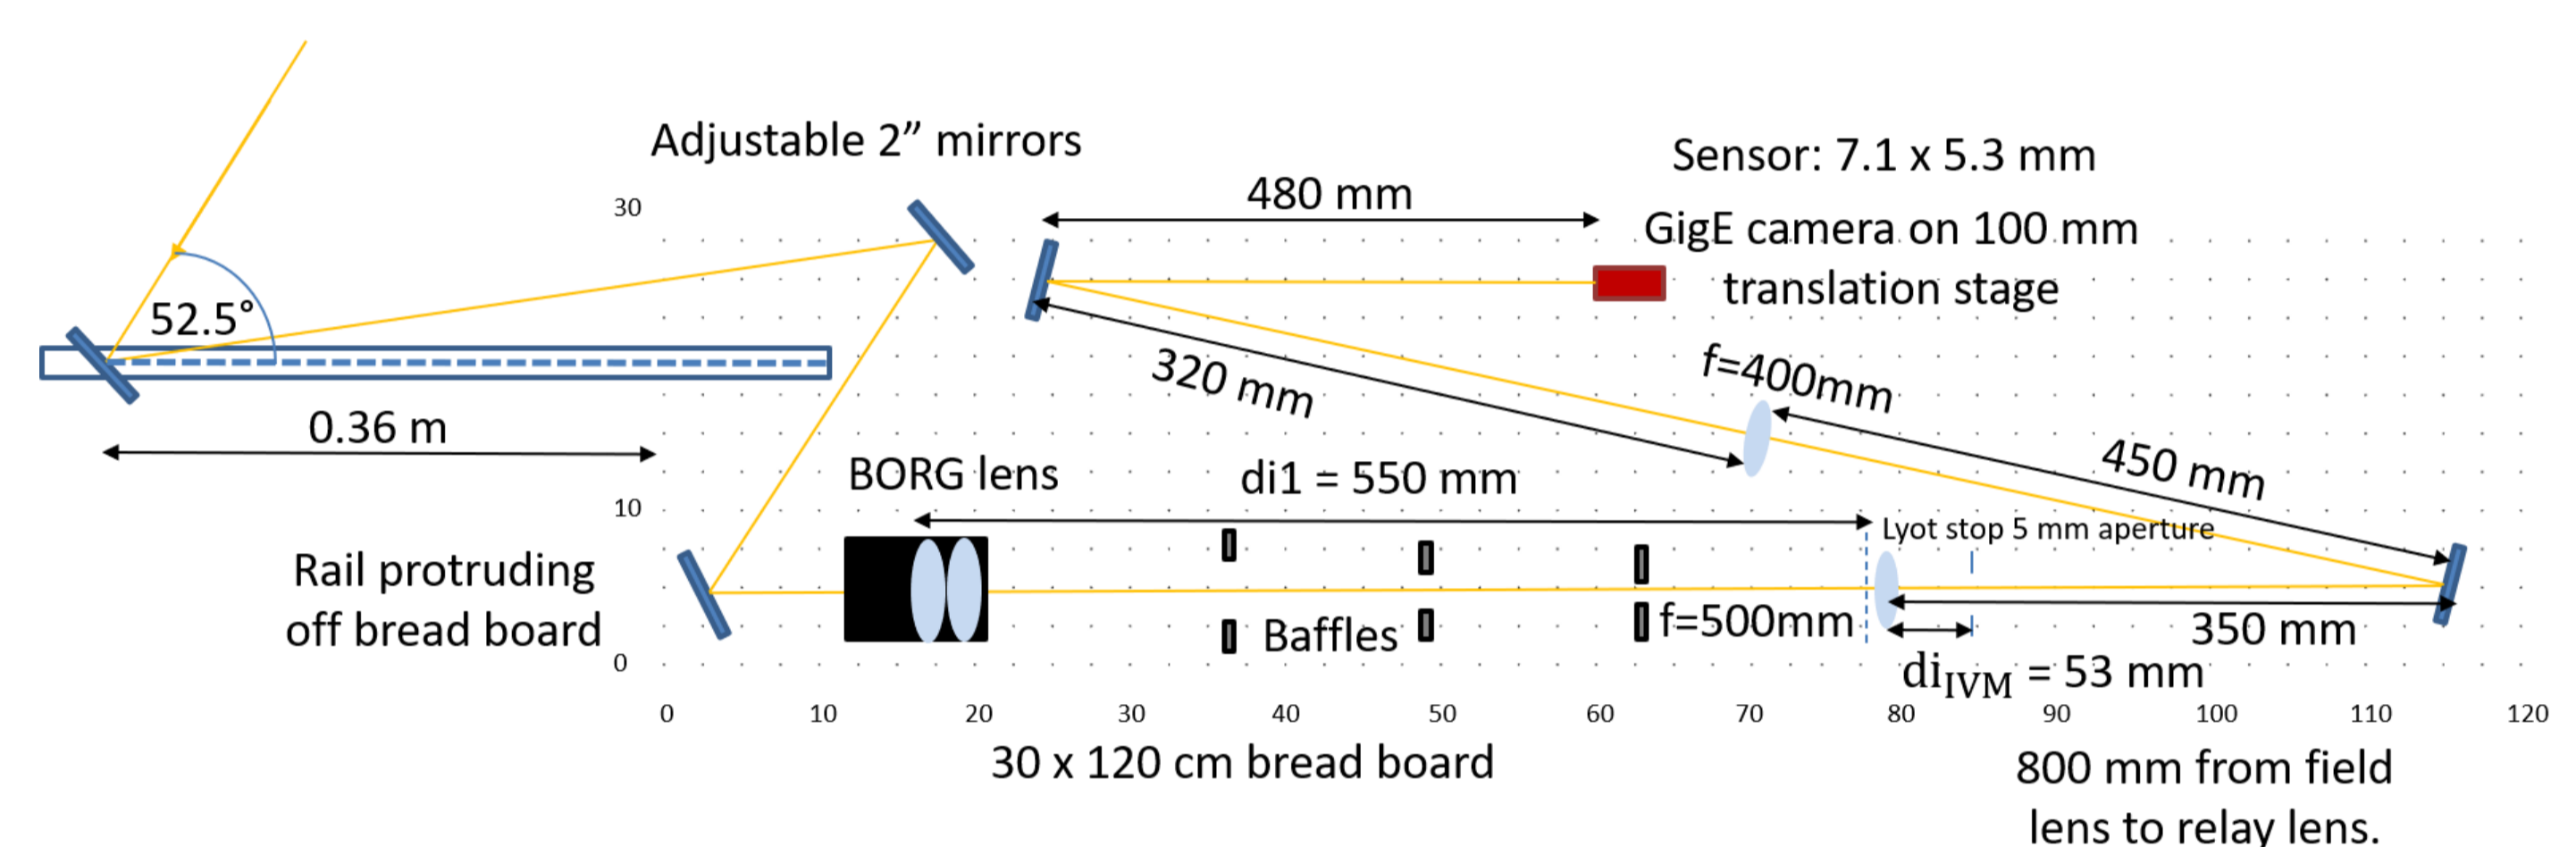 Adjustable 2” mirrors
Sensor: 7.1 x 5.3 mm
480 mm
30
GigE camera on 100 mm
translation stage
52.5°
320 mm
f=400mm
0.36 m
BORG lens
di1 = 550 mm
450 mm
10
Lyot stop 5 mm aperture
Rail protruding
off bread board
Baffles
f=500mm
350 mm
0
diIVM = 53 mm
0 10 20 30 40 50 60 70 80 90 100 110 120
30 x 120 cm bread board
800 mm from field
lens to relay lens.